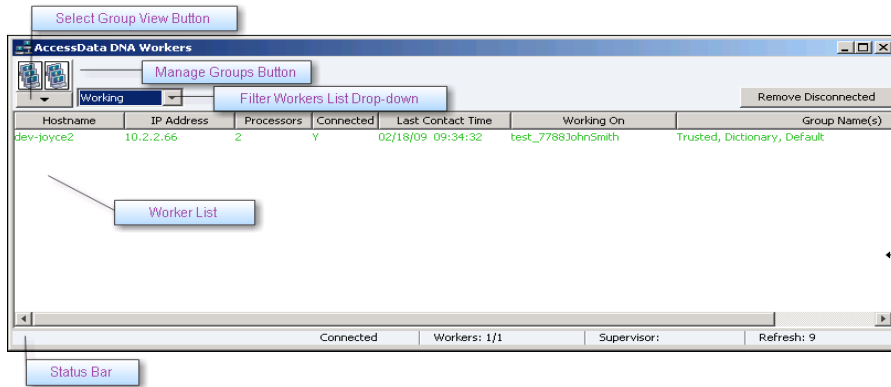 Select Group View Button
AccessData DNA Workers
Manage Groups Button
Working
Filter Workers List Drop-down
Remove Disconnected
Hostname IP Address Processors Connected Last Contact Time Working On Group Name(s)
dev-joyce2 10.2.2.66 2 Y 02/18/09 09:34:32 test_7788JohnSmith Trusted, Dictionary, Default
Worker List
Connected Workers: 1/1 Supervisor: Refresh: 9
Status Bar